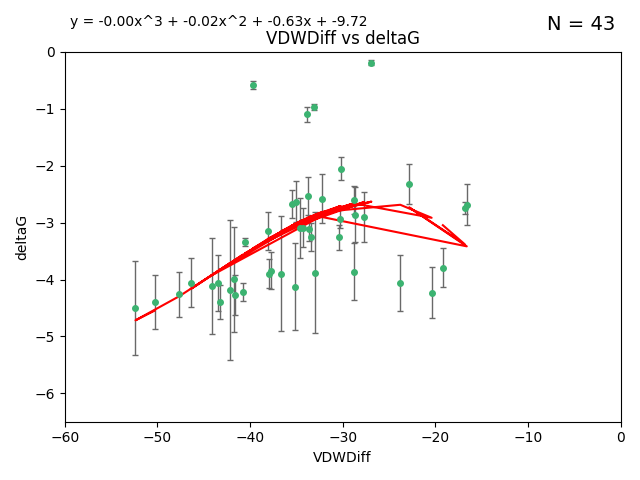 y = -0.00x^3 + -0.02x^2 + -0.63x + -9.72
N = 43
VDWDiff vs deltaG
0
−1
−2
−3
−4
−5
−6
deltaG
−60 −50 −40 −30 −20 −10 0
VDWDiff